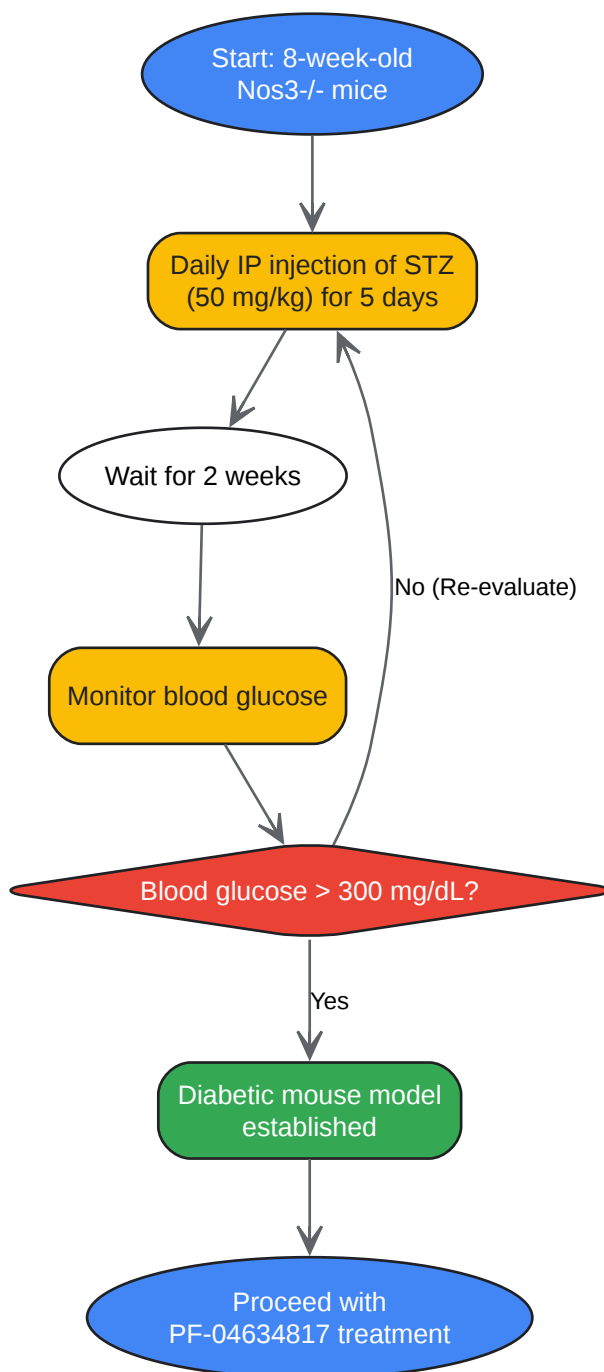 Start: 8-week-old
Nos3-/- mice
Daily IP injection of STZ
(50 mg/kg) for 5 days
Wait for 2 weeks
No (Re-evaluate)
Monitor blood glucose
Blood glucose > 300 mg/dL?
Yes
Diabetic mouse model
established
Proceed with
PF-04634817 treatment